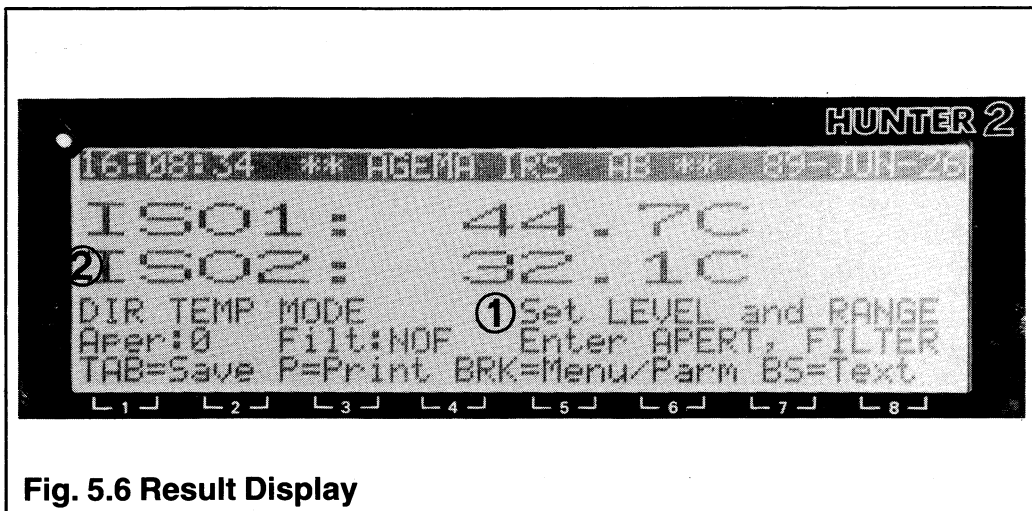 HUNTER 2
16:08:34 ** AGEMA IRS AB ** 89-JUN-26
ISO1: 44.7C
② ISO2: 32.1C
DIR TEMP MODE ① Set LEVEL and RANGE
Aper:0 Filt:NOF Enter APERT, FILTER
TAB=Save P=Print BRK=Menu/Parm BS=Text
1 2 3 4 5 6 7 8
Fig. 5.6 Result Display